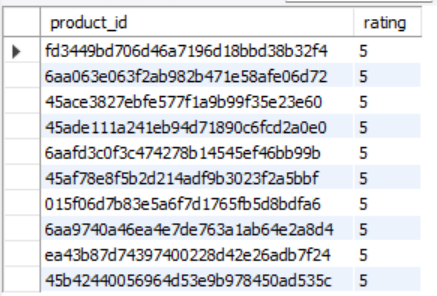 product_id rating
fd3449bd706d46a7196d18bbd38b32f4 5
6aa063e063f2ab982b471e58afe06d72 5
45ace3827ebfe577f1a9b99f35e23e60 5
45ade111a241eb94d71890c6fcd2a0e0 5
6aafd3c0f3c474278b14545ef46bb99b 5
45af78e8f5b2d214adf9b3023f2a5bbf 5
015f06d7b83e5a6f7d1765fb5d8bdfa6 5
6aa9740a46ea4e7de763a1ab64e2a8d4 5
ea43b87d74397400228d42e26adb7f24 5
45b42440056964d53e9b978450ad535c 5